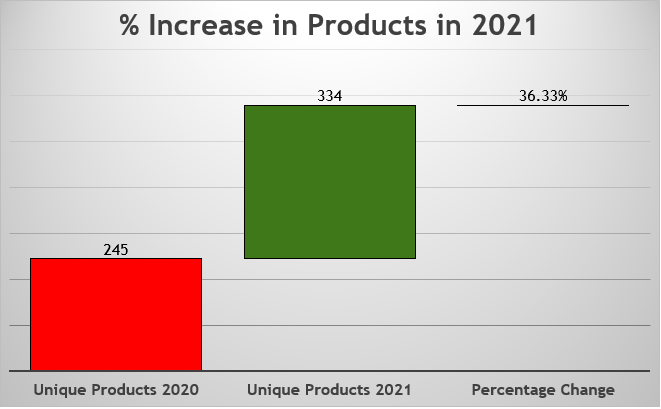 % Increase in Products in 2021
334
36.33%
245
Unique Products 2020
Unique Products 2021
Percentage Change